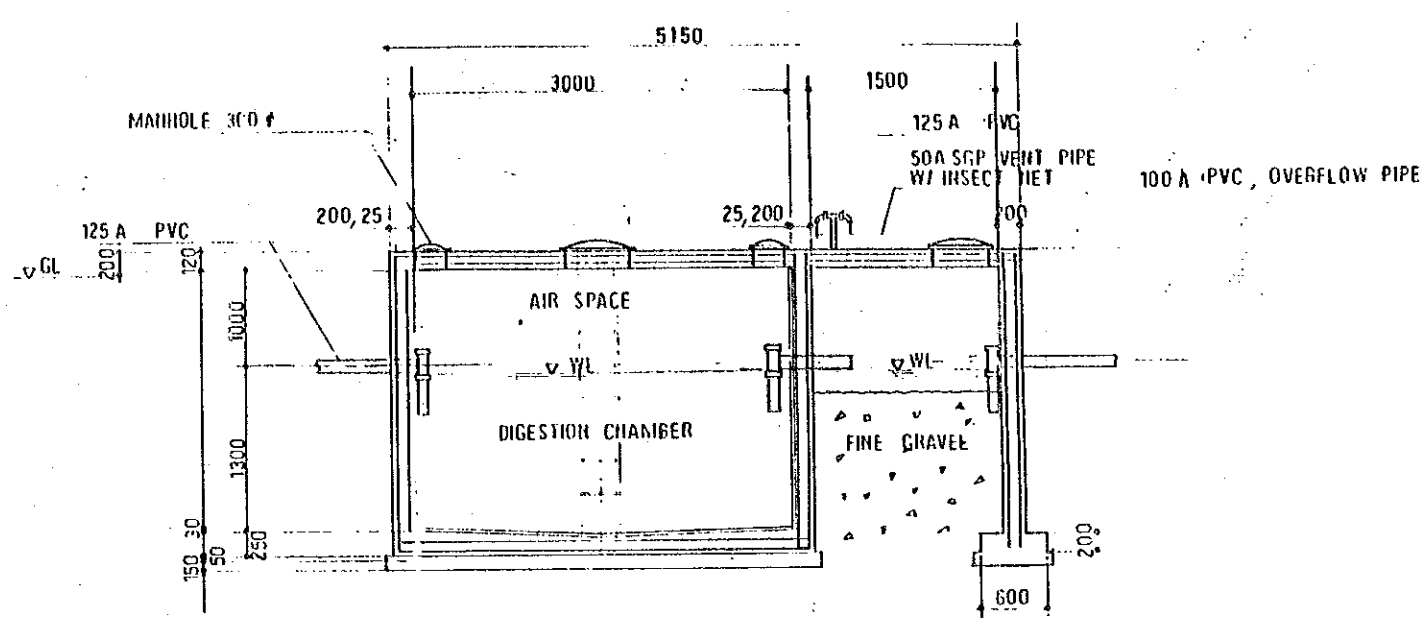 5150
3000
1500
MANHOLE 300 ∅
125 A PVC
50A SGP VENT PIPE
W/ INSECT NET
100 A PVC, OVERFLOW PIPE
200, 25
25, 200
200
125 A PVC
GL
200
120
AIR SPACE
1000
WL
WL
DIGESTION CHAMBER
FINE GRAVEL
1300
30
250
50
150
200
600